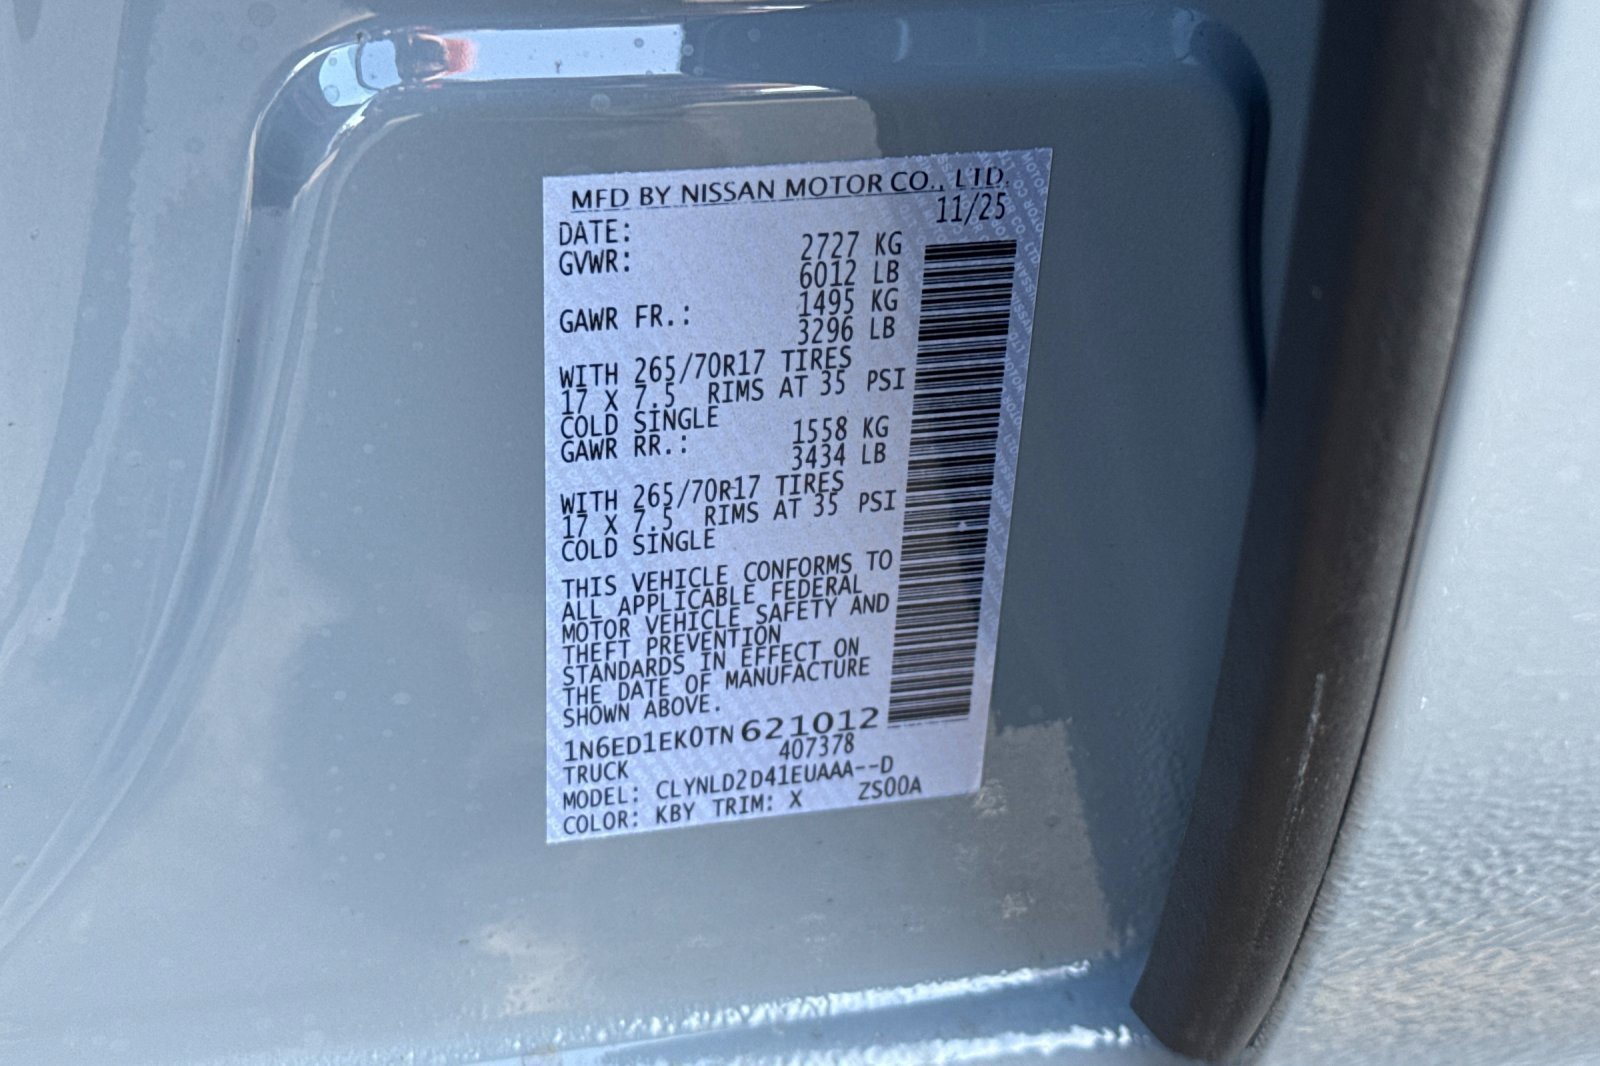 MFD BY NISSAN MOTOR CO., LTD.
DATE: 11/25
GVWR: 2727 KG
6012 LB
GAWR FR.: 1495 KG
3296 LB
WITH 265/70R17 TIRES
17 X 7.5 RIMS AT 35 PSI
COLD SINGLE
GAWR RR.: 1558 KG
3434 LB
WITH 265/70R17 TIRES
17 X 7.5 RIMS AT 35 PSI
COLD SINGLE
THIS VEHICLE CONFORMS TO
ALL APPLICABLE FEDERAL
MOTOR VEHICLE SAFETY AND
THEFT PREVENTION
STANDARDS IN EFFECT ON
THE DATE OF MANUFACTURE
SHOWN ABOVE.
1N6ED1EK0TN621012
TRUCK 407378
MODEL: CLYNLD2D41EUAAA--D
COLOR: KBY TRIM: X ZS00A